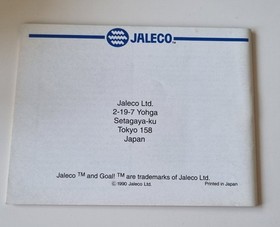 JALECO™
Jaleco Ltd.
2-19-7 Yohga
Setagaya-ku
Tokyo 158
Japan
Jaleco ™ and Goal! ™ are trademarks of Jaleco Ltd.
© 1990 Jaleco Ltd.
Printed in Japan